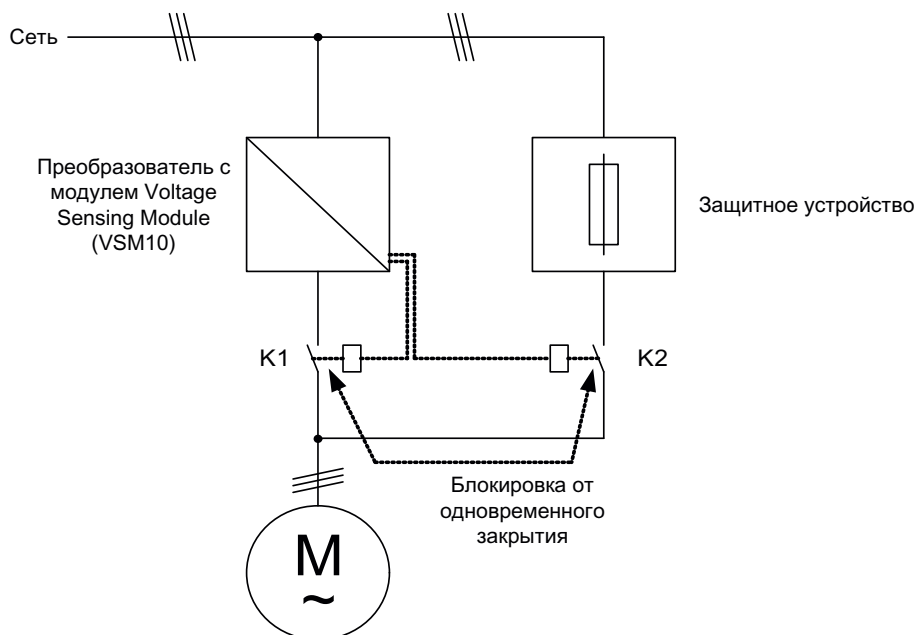 Сеть
Преобразователь с
модулем Voltage
Sensing Module
(VSM10)
Защитное устройство
K1
K2
Блокировка от
одновременного
закрытия
M
~